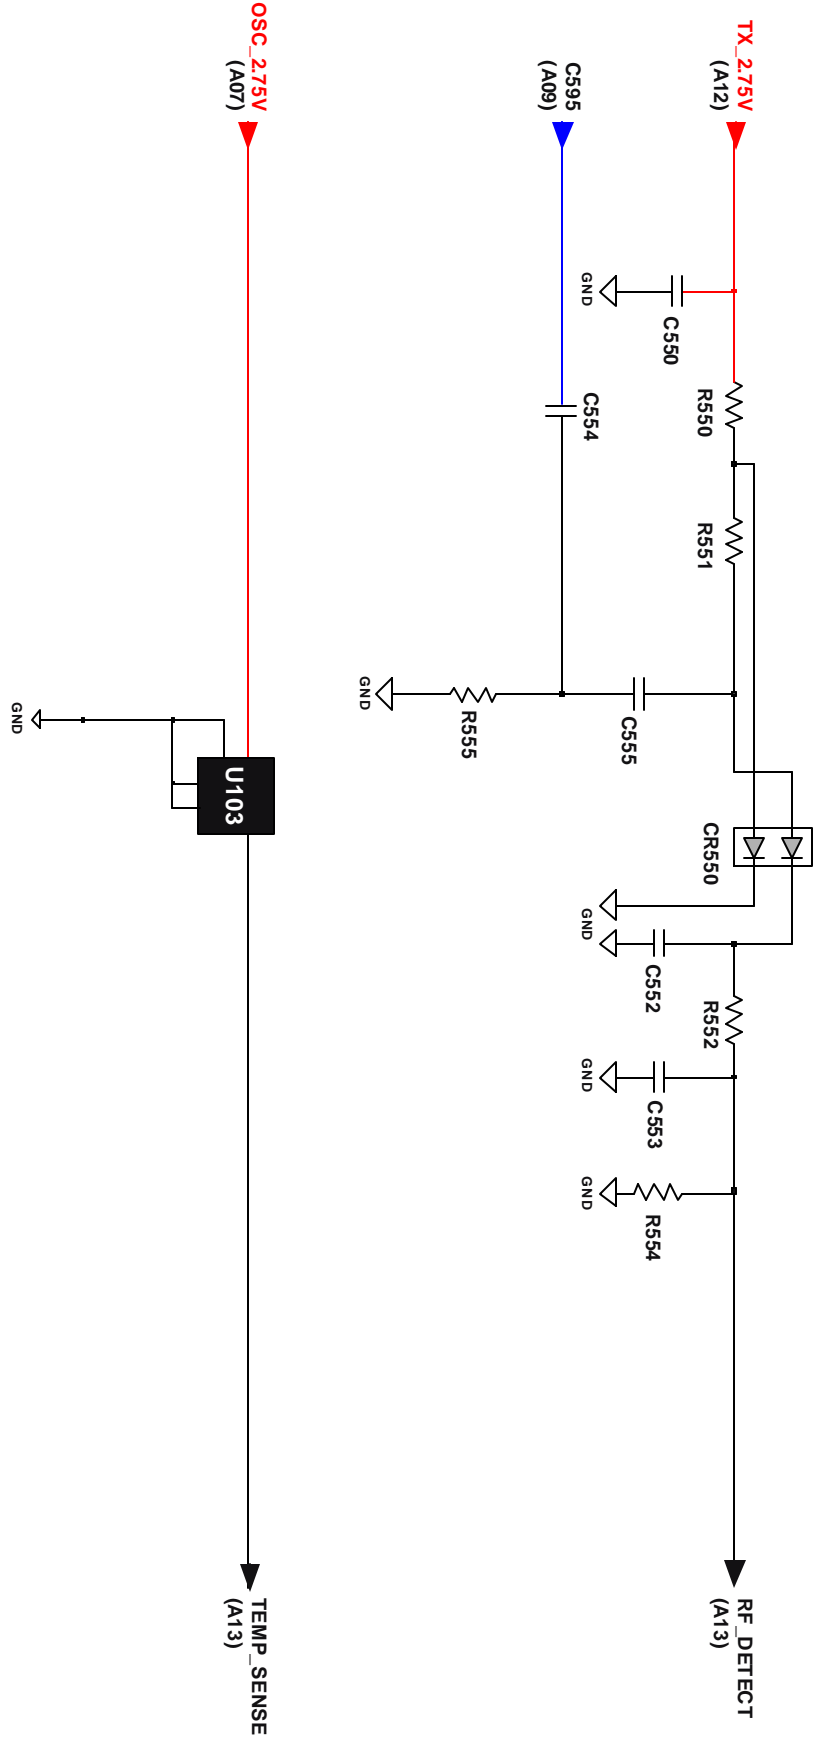 TX_2.75V
(A12)
GND
C550
R550
R551
C595
(A09)
C554
C555
R555
GND
CR550
GND
C552
R552
GND
C553
GND
R554
RF_DETECT
(A13)
OSC_2.75V
(A07)
GND
U103
TEMP_SENSE
(A13)